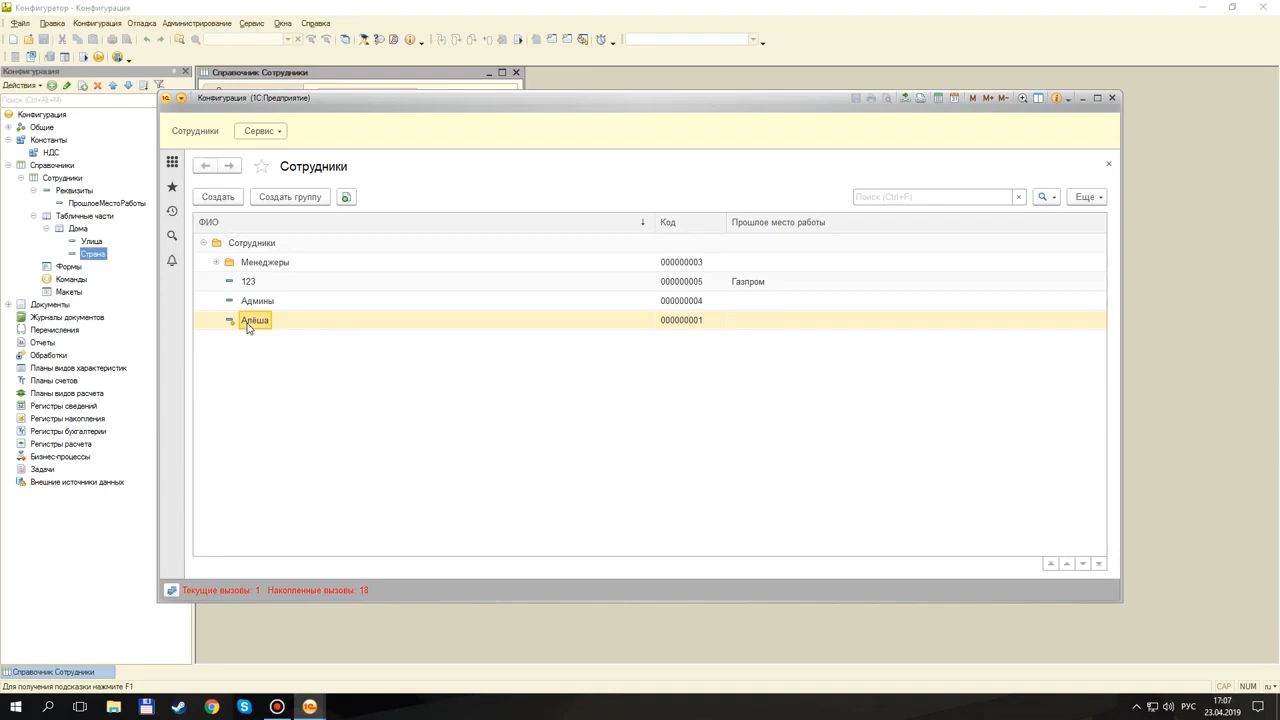 Конфигуратор - Конфигурация
Файл Правка Конфигурация Отладка Администрирование Сервис Окна Справка
Конфигурация
Действия
Поиск (Ctrl+Alt+M)
Конфигурация
Общие
Константы
НДС
Справочники
Сотрудники
Реквизиты
ПрошлоеМестоРаботы
Табличные части
Дома
Улица
Страна
Формы
Команды
Макеты
Документы
Журналы документов
Перечисления
Отчеты
Обработки
Планы видов характеристик
Планы счетов
Планы видов расчета
Регистры сведений
Регистры накопления
Регистры бухгалтерии
Регистры расчета
Бизнес-процессы
Задачи
Внешние источники данных
Справочник Сотрудники
Конфигурация (1С:Предприятие)
M M+ M-
Сотрудники Сервис
Сотрудники
Создать Создать группу Поиск (Ctrl+F) Еще
ФИО Код Прошлое место работы
Сотрудники
Менеджеры 000000003
123 000000005 Газпром
Админы 000000004
Алёша 000000001
Текущие вызовы: 1 Накопленные вызовы: 18
Справочник Сотрудники
Для получения подсказки нажмите F1
CAP NUM ru
РУС
17:07
23.04.2019